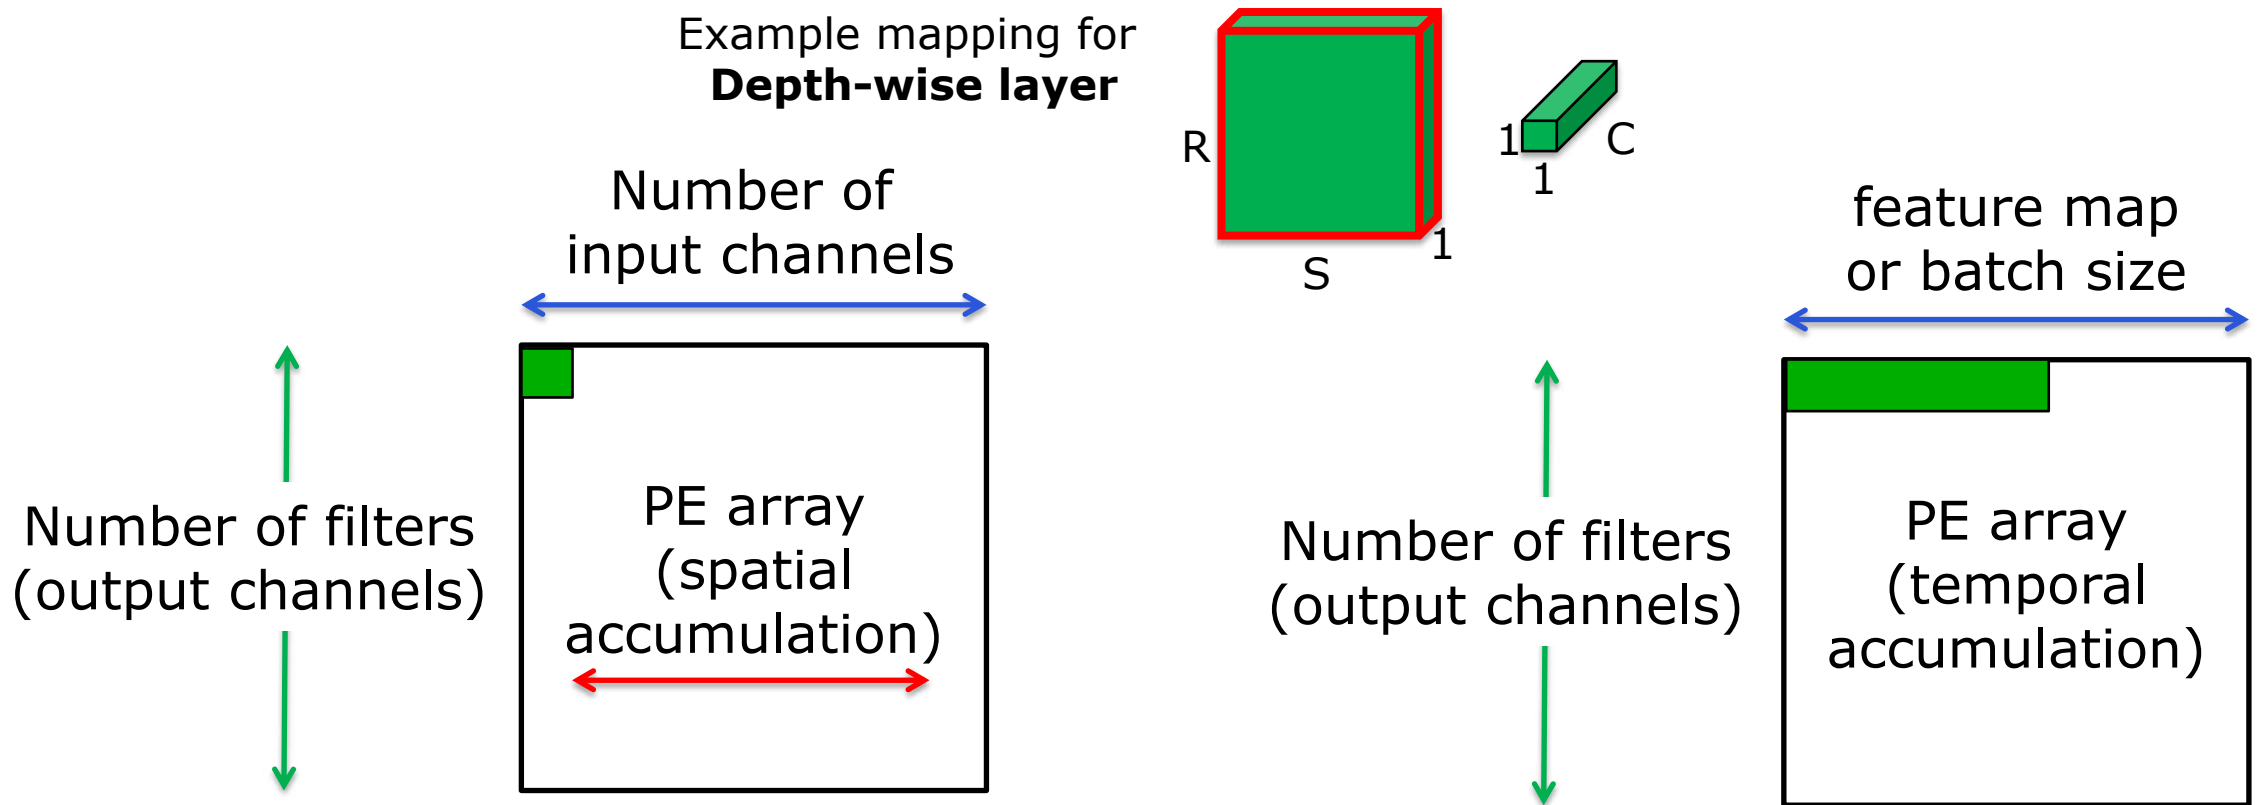 Example mapping for
Depth-wise layer
R
S
1
1
1
C
Number of
input channels
Number of filters
(output channels)
PE array
(spatial
accumulation)
feature map
or batch size
Number of filters
(output channels)
PE array
(temporal
accumulation)